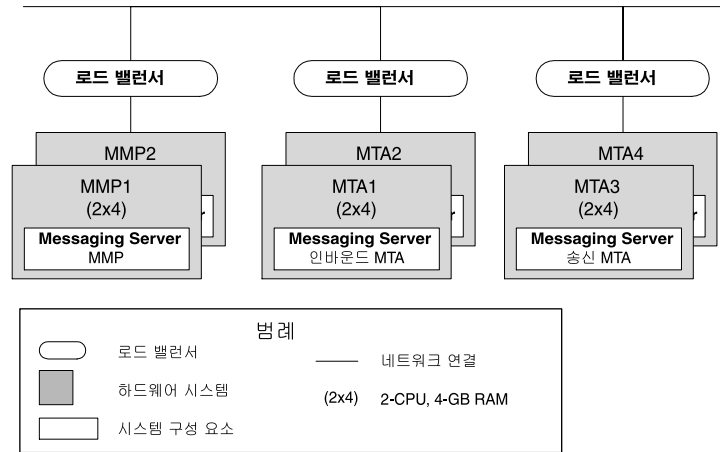 로드 밸런서
로드 밸런서
로드 밸런서
MMP2
MTA2
MTA4
MMP1
(2x4)
Messaging Server
MMP
MTA1
(2x4)
Messaging Server
인바운드 MTA
MTA3
(2x4)
Messaging Server
송신 MTA
범례
로드 밸런서
하드웨어 시스템
시스템 구성 요소
네트워크 연결
(2x4) 2-CPU, 4-GB RAM